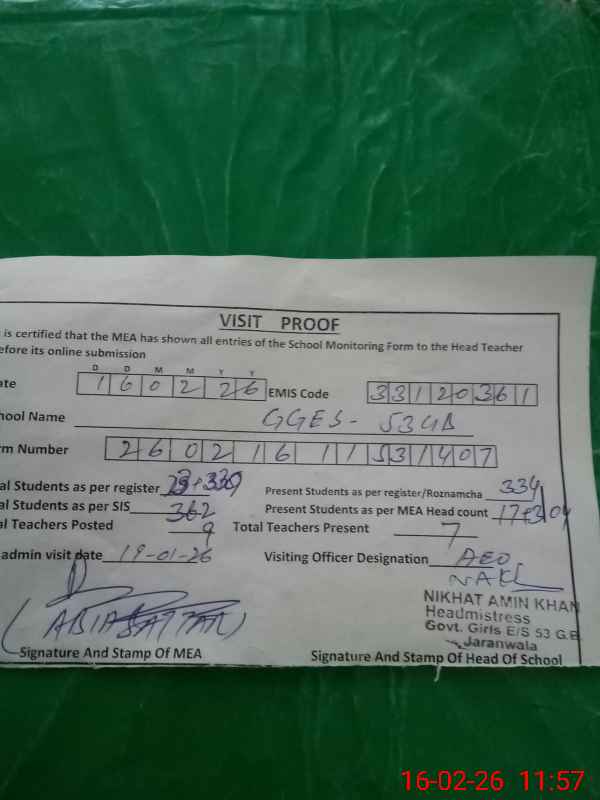 VISIT PROOF
is certified that the MEA has shown all entries of the School Monitoring Form to the Head Teacher
efore its online submission
D D M M Y Y
ate 1 6 0 2 2 6 EMIS Code 3 3 1 2 0 3 6 1
hool Name GGES - 53GB
rm Number 2 6 0 2 1 6 1 1 5 3 1 4 0 7
al Students as per register + 339 Present Students as per register/Roznamcha 334
al Students as per SIS 362 Present Students as per MEA Head count 17+304
al Teachers Posted 9 Total Teachers Present 7
admin visit date 19-01-26 Visiting Officer Designation AEO
NIKHAT AMIN KHAN
Headmistress
Govt. Girls E/S 53 G.B
Jaranwala
(ABIA SATTAR)
Signature And Stamp Of MEA Signature And Stamp Of Head Of School
16-02-26 11:57